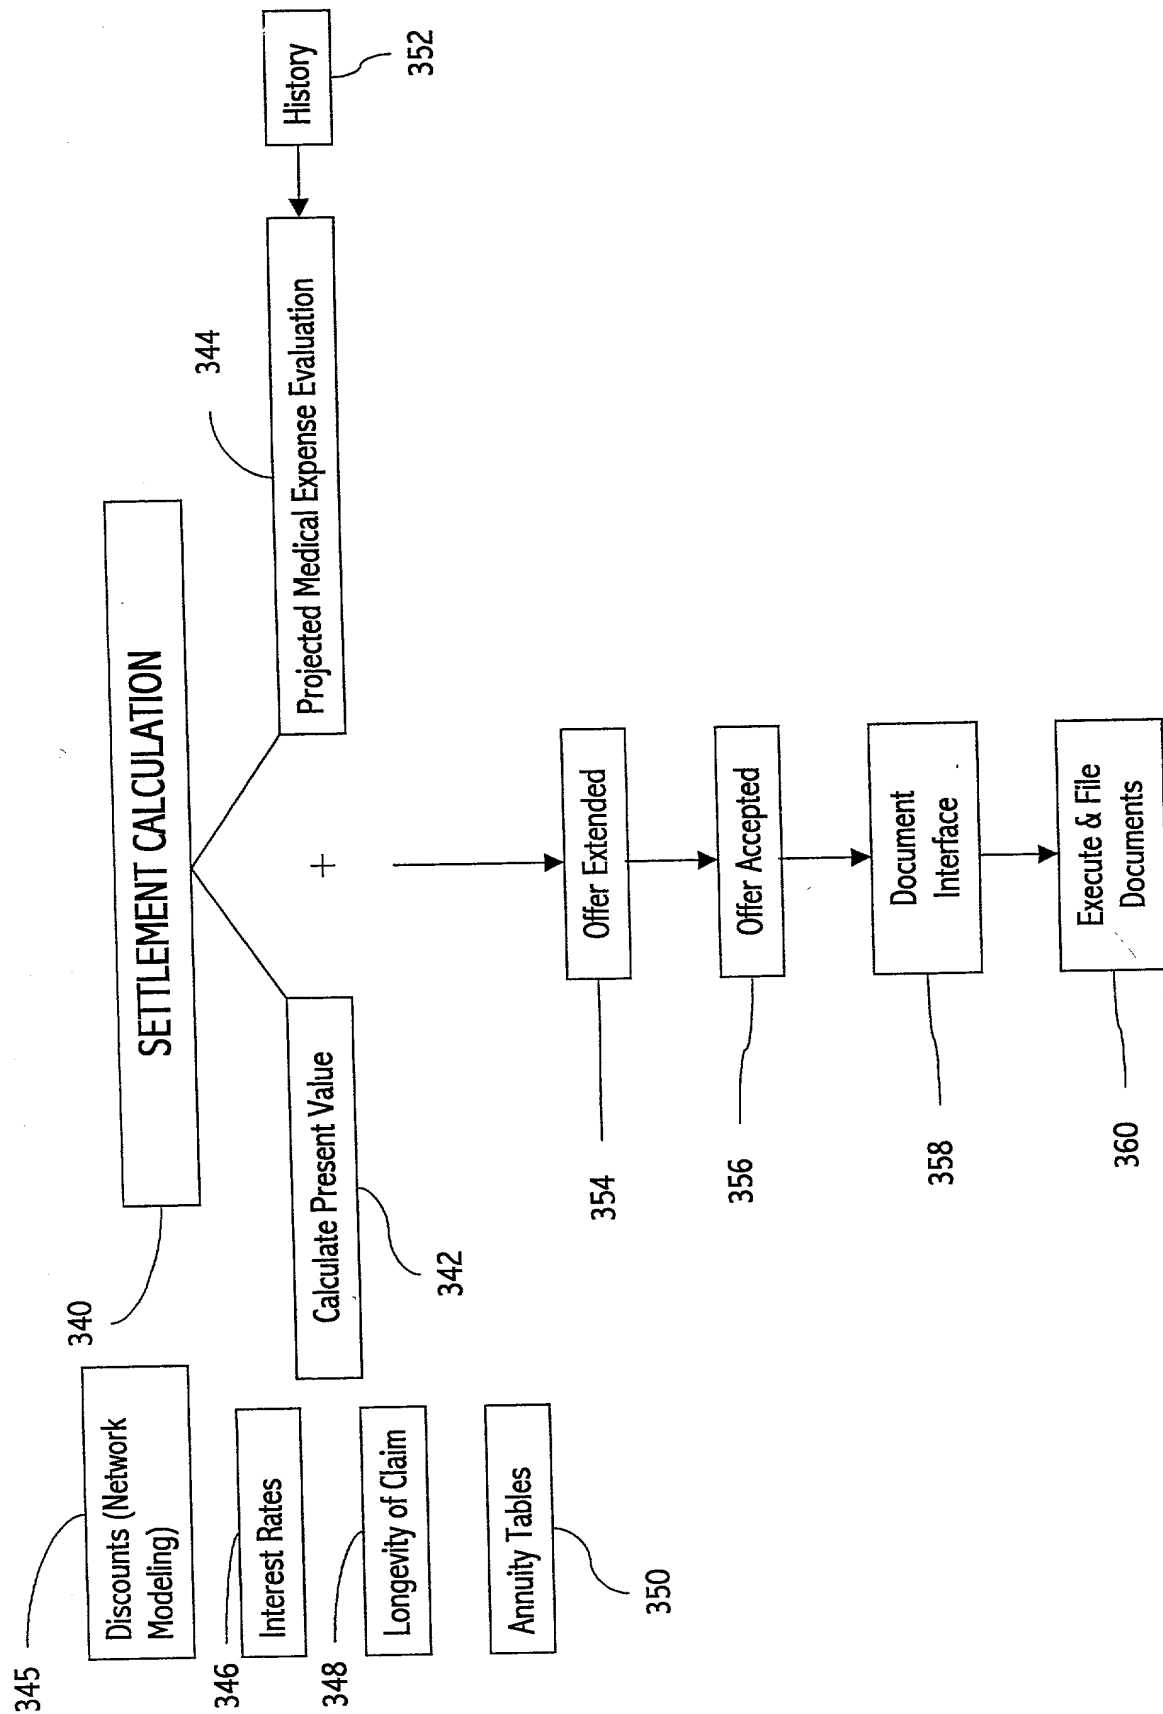 340
SETTLEMENT CALCULATION
345
Discounts (Network
Modeling)
346
Interest Rates
348
Longevity of Claim
Annuity Tables
350
Calculate Present Value
342
+
344
Projected Medical Expense Evaluation
History
352
354
Offer Extended
356
Offer Accepted
358
Document
Interface
360
Execute & File
Documents